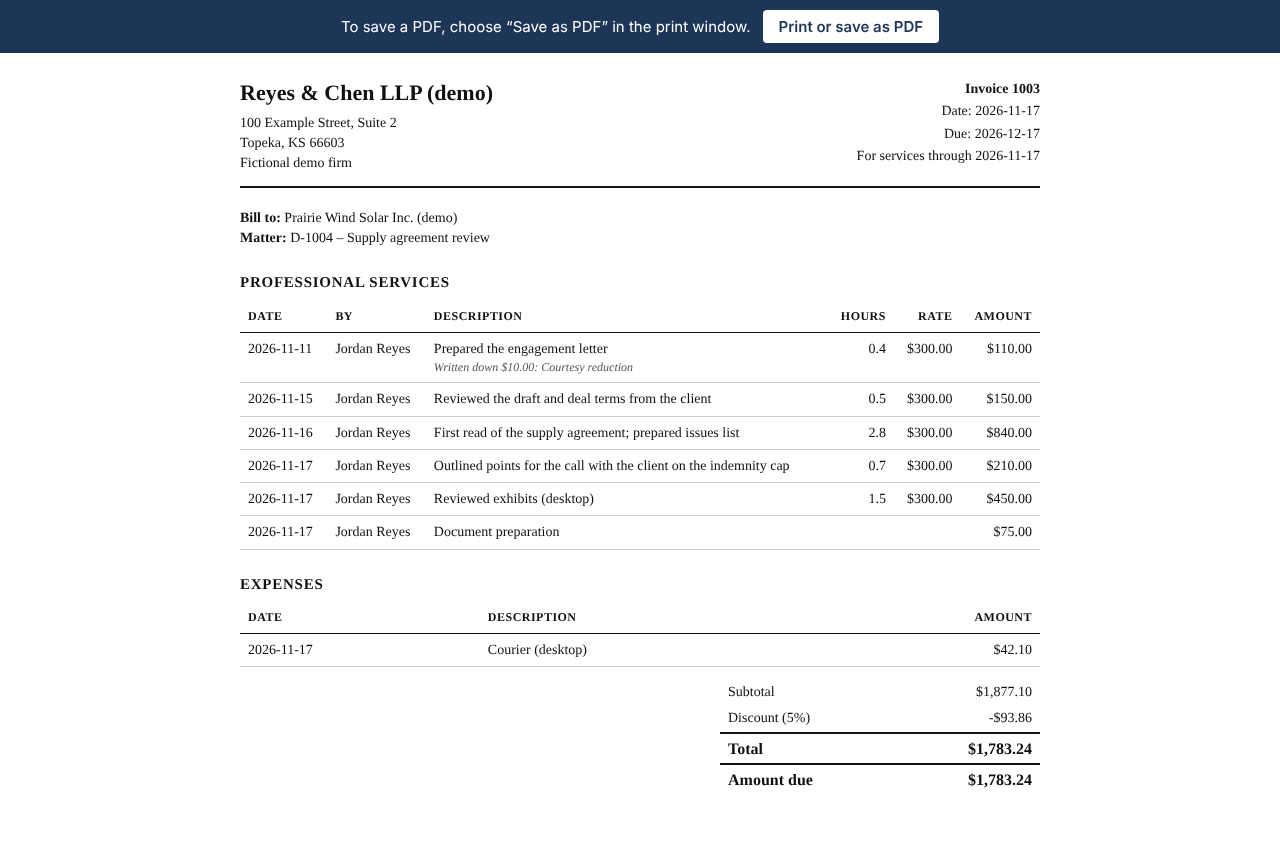 To save a PDF, choose “Save as PDF” in the print window. Print or save as PDF
Reyes & Chen LLP (demo)
100 Example Street, Suite 2
Topeka, KS 66603
Fictional demo firm
Invoice 1003
Date: 2026-11-17
Due: 2026-12-17
For services through 2026-11-17
Bill to: Prairie Wind Solar Inc. (demo)
Matter: D-1004 – Supply agreement review
PROFESSIONAL SERVICES
DATE BY DESCRIPTION HOURS RATE AMOUNT
2026-11-11 Jordan Reyes Prepared the engagement letter 0.4 $300.00 $110.00
Written down $10.00: Courtesy reduction
2026-11-15 Jordan Reyes Reviewed the draft and deal terms from the client 0.5 $300.00 $150.00
2026-11-16 Jordan Reyes First read of the supply agreement; prepared issues list 2.8 $300.00 $840.00
2026-11-17 Jordan Reyes Outlined points for the call with the client on the indemnity cap 0.7 $300.00 $210.00
2026-11-17 Jordan Reyes Reviewed exhibits (desktop) 1.5 $300.00 $450.00
2026-11-17 Jordan Reyes Document preparation $75.00
EXPENSES
DATE DESCRIPTION AMOUNT
2026-11-17 Courier (desktop) $42.10
Subtotal $1,877.10
Discount (5%) -$93.86
Total $1,783.24
Amount due $1,783.24